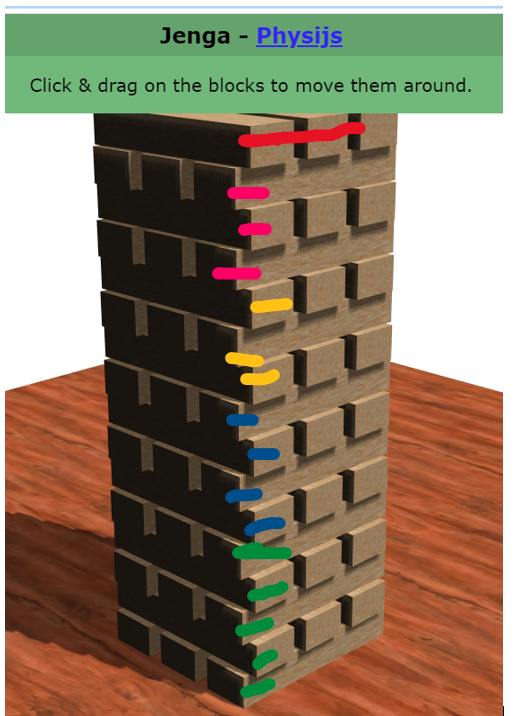 Jenga - Physijs
Click & drag on the blocks to move them around.